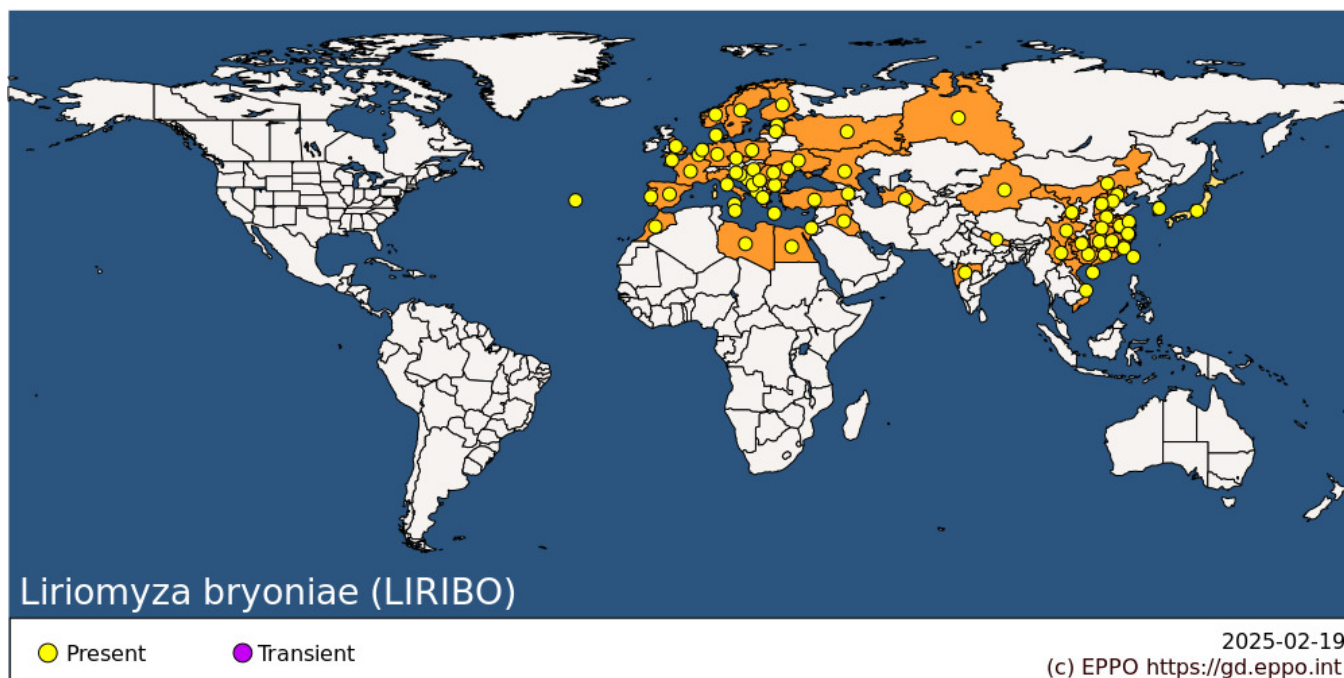 Liriomyza bryoniae (LIRIBO)
Present
Transient
2025-02-19
(c) EPPO https://gd.eppo.int